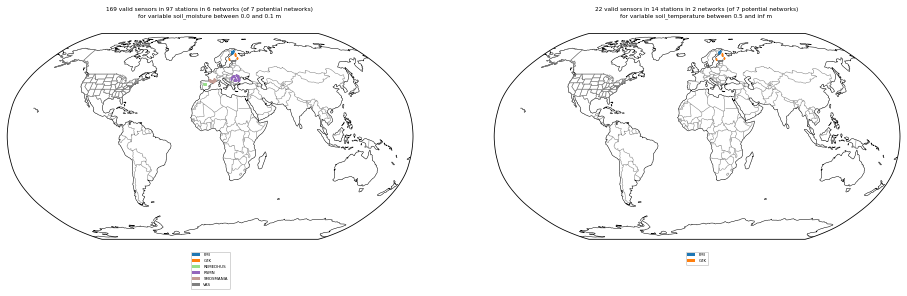 169 valid sensors in 97 stations in 6 networks (of 7 potential networks)
for variable soil_moisture between 0.0 and 0.1 m
FMI
GTK
REMEDHUS
RSMN
SMOSMANIA
VAS
22 valid sensors in 14 stations in 2 networks (of 7 potential networks)
for variable soil_temperature between 0.5 and inf m
FMI
GTK